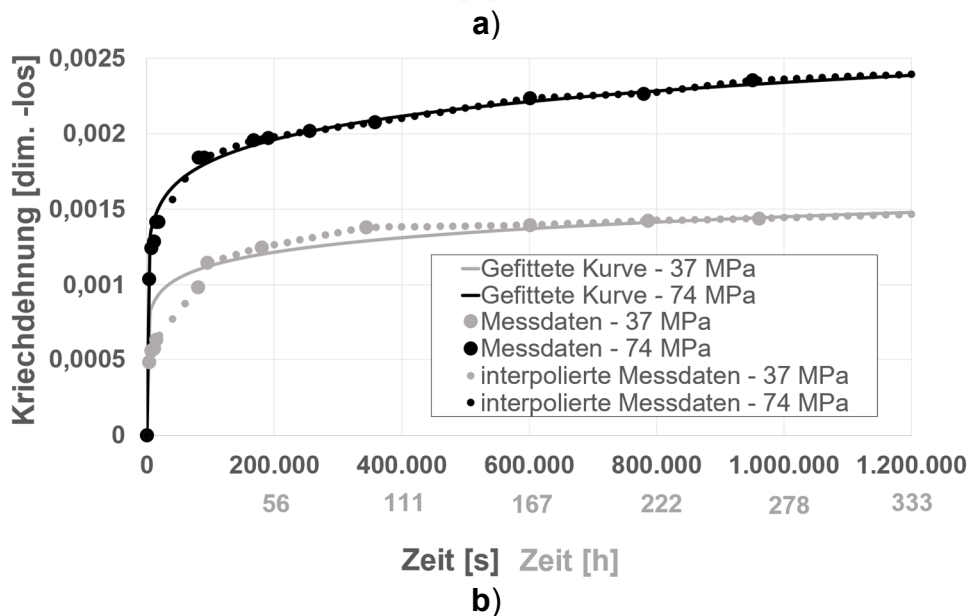 a)
Kriechdehnung [dim. -los]
0,0025
0,002
0,0015
0,001
0,0005
0
Gefittete Kurve - 37 MPa
Gefittete Kurve - 74 MPa
Messdaten - 37 MPa
Messdaten - 74 MPa
interpolierte Messdaten - 37 MPa
interpolierte Messdaten - 74 MPa
0 200.000 400.000 600.000 800.000 1.000.000 1.200.000
56 111 167 222 278 333
Zeit [s] Zeit [h]
b)